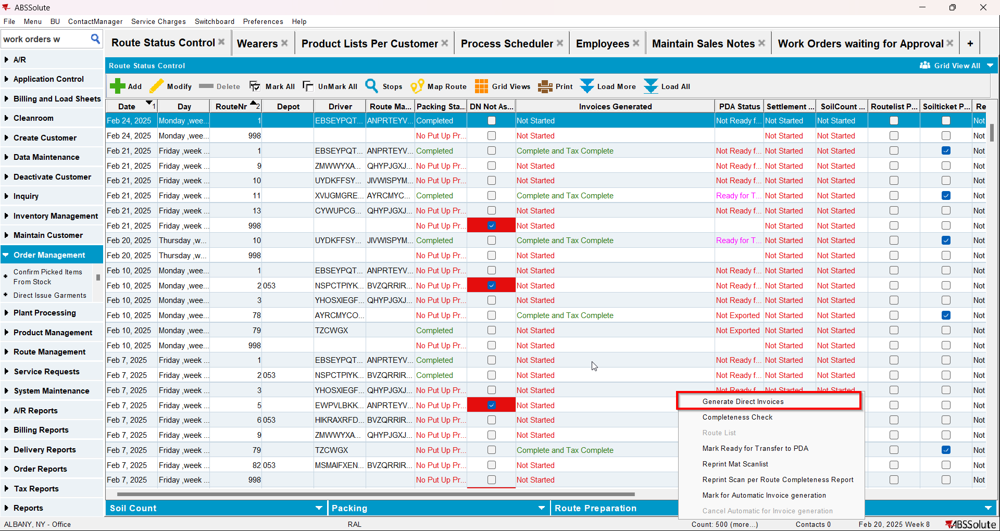 ABSSolute
File Menu BU ContactManager Service Charges Switchboard Preferences Help
work orders w
Route Status Control Wearers Product Lists Per Customer Process Scheduler Employees Maintain Sales Notes Work Orders waiting for Approval +
Route Status Control Grid View All
Add Modify Delete Mark All UnMark All Stops Map Route Grid Views Print Load More Load All
A/R
Application Control
Billing and Load Sheets
Cleanroom
Create Customer
Data Maintenance
Deactivate Customer
Inquiry
Inventory Management
Maintain Customer
Order Management
Confirm Picked Items
From Stock
Direct Issue Garments
Plant Processing
Product Management
Route Management
Service Requests
System Maintenance
A/R Reports
Billing Reports
Delivery Reports
Order Reports
Tax Reports
Reports
Date 1 Day RouteNr 2 Depot Driver Route Ma... Packing Sta... DN Not As... Invoices Generated PDA Status Settlement ... SoilCount ... Routelist P... Soilticket P... Re
Feb 24, 2025 Monday ,wee... 1 EBSEYPQT... ANPRTEYV... Completed Not Started Not Ready f... Not Started Not Started Not
Feb 24, 2025 Monday ,wee... 998 No Put Up Pr... Not Started Not Started Not Started Not
Feb 21, 2025 Friday ,week ... 1 EBSEYPQT... ANPRTEYV... Completed Complete and Tax Complete Not Ready f... Not Started Not Started Not
Feb 21, 2025 Friday ,week ... 9 ZMWWYXA... QHYPJGXJ... No Put Up Pr... Not Started Not Ready f... Not Started Not Started Not
Feb 21, 2025 Friday ,week ... 10 UYDKFFSY... JIVWISPYM... No Put Up Pr... Not Started Not Ready f... Not Started Not Started Not
Feb 21, 2025 Friday ,week ... 11 XVIJGMGRE... AYRCMYC... Completed Complete and Tax Complete Ready for T... Not Started Not Started Not
Feb 21, 2025 Friday ,week ... 13 CYWUPCG... QHYPJGXJ... No Put Up Pr... Not Started Not Ready f... Not Started Not Started Not
Feb 21, 2025 Friday ,week ... 998 No Put Up Pr... Not Started Not Started Not Started Not
Feb 20, 2025 Thursday ,w... 10 UYDKFFSY... JIVWISPYM... Completed Complete and Tax Complete Ready for T... Not Started Not Started Not
Feb 20, 2025 Thursday ,w... 998 No Put Up Pr... Not Started Not Started Not Started Not
Feb 10, 2025 Monday ,wee... 1 EBSEYPQT... ANPRTEYV... No Put Up Pr... Not Started Not Ready f... Not Started Not Started Not
Feb 10, 2025 Monday ,wee... 2 053 NSPCTPIYK... BVZQRRIR... No Put Up Pr... Not Started Not Ready f... Not Started Not Started Not
Feb 10, 2025 Monday ,wee... 3 YHOSXIEGF... QHYPJGXJ... No Put Up Pr... Not Started Not Ready f... Not Started Not Started Not
Feb 10, 2025 Monday ,wee... 78 AYRCMYCO... No Put Up Pr... Complete and Tax Complete Not Exported Not Started Not Started Not
Feb 10, 2025 Monday ,wee... 79 TZCWGX Completed Not Started Not Exported Not Started Not Started Not
Feb 10, 2025 Monday ,wee... 998 No Put Up Pr... Not Started Not Started Not Started Not
Feb 7, 2025 Friday ,week ... 1 EBSEYPQT... ANPRTEYV... Completed Not Started Not Ready f... Not Started Not Started Not
Feb 7, 2025 Friday ,week ... 2 053 NSPCTPIYK... BVZQRRIR... Completed Not Started Not Ready f... Not Started Not Started Not
Feb 7, 2025 Friday ,week ... 3 YHOSXIEGF... QHYPJGXJ... No Put Up Pr... Not Started Not Ready f... Not Started Not Started Not
Feb 7, 2025 Friday ,week ... 5 EWPVLBKK... ANPRTEYV... No Put Up Pr... Not Started Not
Feb 7, 2025 Friday ,week ... 6 053 HIKRAXRFD... BVZQRRIR... No Put Up Pr... Not Started Not
Feb 7, 2025 Friday ,week ... 9 ZMWWYXA... QHYPJGXJ... No Put Up Pr... Not Started Not
Feb 7, 2025 Friday ,week ... 79 TZCWGX No Put Up Pr... Complete and Tax Complete Not
Feb 7, 2025 Friday ,week ... 82 053 MSMAIFXEN... BVZQRRIR... No Put Up Pr... Not Started Not
Feb 7, 2025 Friday ,week ... 998 No Put Up Pr... Not Started Not
Generate Direct Invoices
Completeness Check
Route List
Mark Ready for Transfer to PDA
Reprint Mat Scanlist
Reprint Scan per Route Completeness Report
Mark for Automatic Invoice generation
Cancel Automatic for Invoice generation
Soil Count Packing Route Preparation
ALBANY, NY - Office RAL Count: 500 (more...) Contacts 0 Feb 20, 2025 Week 8 ABSSolute